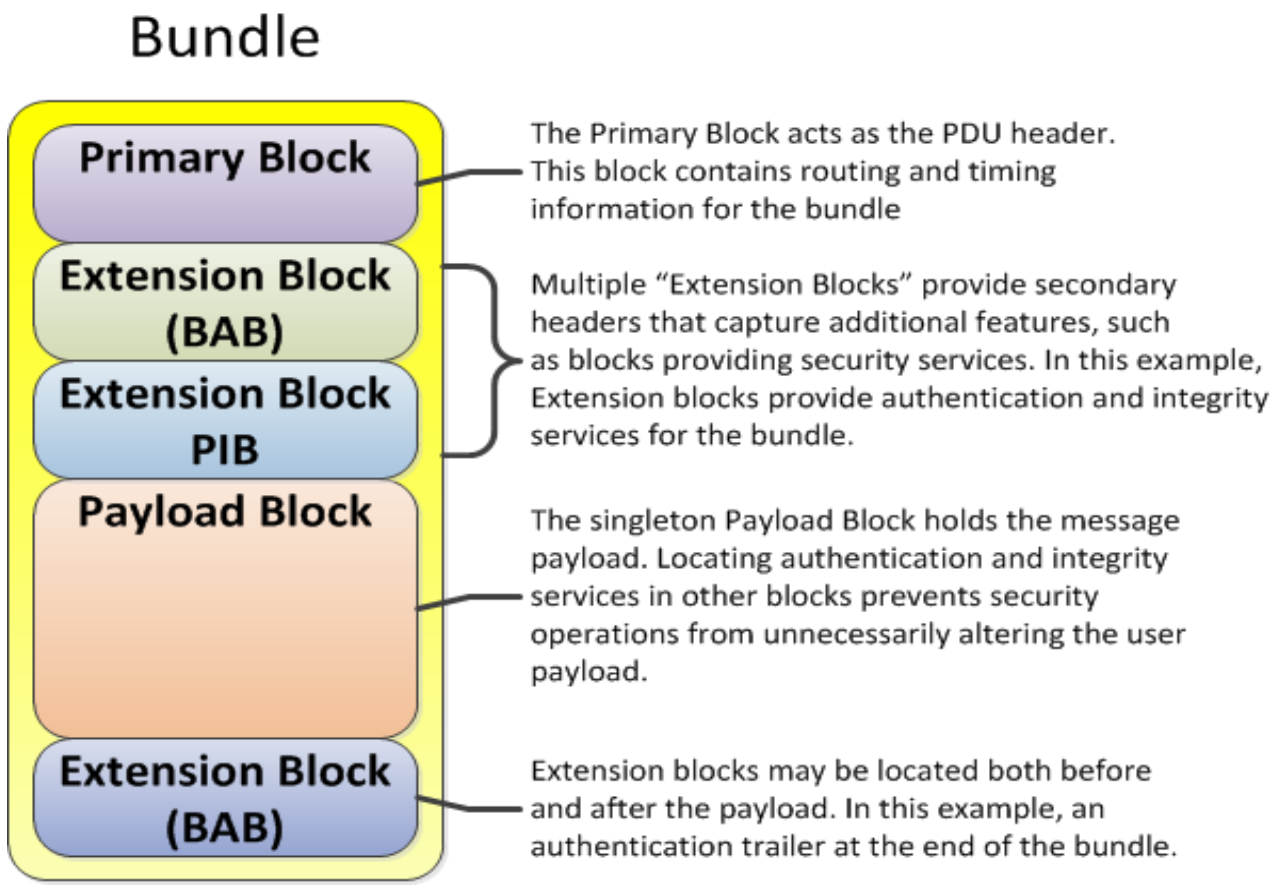 Bundle
Primary Block
The Primary Block acts as the PDU header.
This block contains routing and timing
information for the bundle
Extension Block
(BAB)
Extension Block
PIB
Multiple “Extension Blocks” provide secondary
headers that capture additional features, such
as blocks providing security services. In this example,
Extension blocks provide authentication and integrity
services for the bundle.
Payload Block
The singleton Payload Block holds the message
payload. Locating authentication and integrity
services in other blocks prevents security
operations from unnecessarily altering the user
payload.
Extension Block
(BAB)
Extension blocks may be located both before
and after the payload. In this example, an
authentication trailer at the end of the bundle.